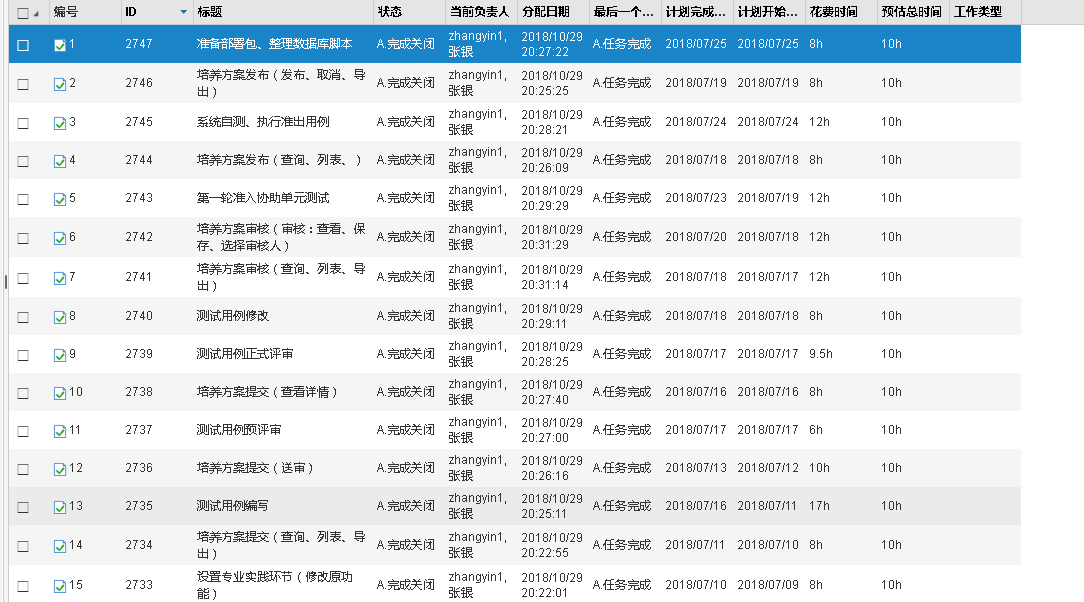 编号 ID 标题 状态 当前负责人 分配日期 最后一个... 计划完成... 计划开始... 花费时间 预估总时间 工作类型
1 2747 准备部署包、整理数据库脚本 A.完成关闭 zhangyin1, 张银 2018/10/29 20:27:22 A.任务完成 2018/07/25 2018/07/25 8h 10h
2 2746 培养方案发布（发布、取消、导出） A.完成关闭 zhangyin1, 张银 2018/10/29 20:25:25 A.任务完成 2018/07/19 2018/07/19 8h 10h
3 2745 系统自测、执行准出用例 A.完成关闭 zhangyin1, 张银 2018/10/29 20:28:21 A.任务完成 2018/07/24 2018/07/24 12h 10h
4 2744 培养方案发布（查询、列表、） A.完成关闭 zhangyin1, 张银 2018/10/29 20:26:09 A.任务完成 2018/07/18 2018/07/18 8h 10h
5 2743 第一轮准入协助单元测试 A.完成关闭 zhangyin1, 张银 2018/10/29 20:29:29 A.任务完成 2018/07/23 2018/07/19 12h 10h
6 2742 培养方案审核（审核：查看、保存、选择审核人） A.完成关闭 zhangyin1, 张银 2018/10/29 20:31:29 A.任务完成 2018/07/20 2018/07/18 12h 10h
7 2741 培养方案审核（查询、列表、导出） A.完成关闭 zhangyin1, 张银 2018/10/29 20:31:14 A.任务完成 2018/07/18 2018/07/17 12h 10h
8 2740 测试用例修改 A.完成关闭 zhangyin1, 张银 2018/10/29 20:29:11 A.任务完成 2018/07/18 2018/07/18 8h 10h
9 2739 测试用例正式评审 A.完成关闭 zhangyin1, 张银 2018/10/29 20:28:25 A.任务完成 2018/07/17 2018/07/17 9.5h 10h
10 2738 培养方案提交（查看详情） A.完成关闭 zhangyin1, 张银 2018/10/29 20:27:40 A.任务完成 2018/07/16 2018/07/16 8h 10h
11 2737 测试用例预评审 A.完成关闭 zhangyin1, 张银 2018/10/29 20:27:00 A.任务完成 2018/07/17 2018/07/17 6h 10h
12 2736 培养方案提交（送审） A.完成关闭 zhangyin1, 张银 2018/10/29 20:26:16 A.任务完成 2018/07/13 2018/07/12 10h 10h
13 2735 测试用例编写 A.完成关闭 zhangyin1, 张银 2018/10/29 20:25:11 A.任务完成 2018/07/16 2018/07/11 17h 10h
14 2734 培养方案提交（查询、列表、导出） A.完成关闭 zhangyin1, 张银 2018/10/29 20:22:55 A.任务完成 2018/07/11 2018/07/10 8h 10h
15 2733 设置专业实践环节（修改原功能） A.完成关闭 zhangyin1, 张银 2018/10/29 20:22:01 A.任务完成 2018/07/10 2018/07/09 8h 10h